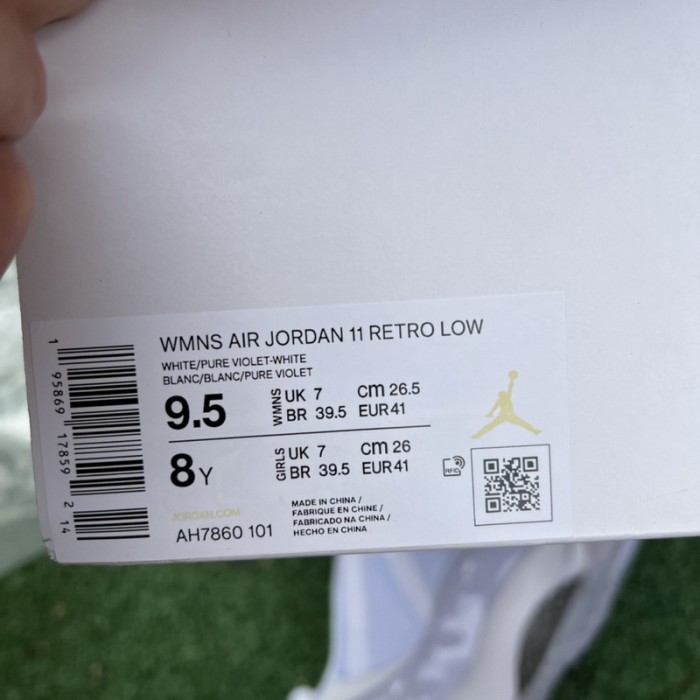 WMNS AIR JORDAN 11 RETRO LOW
WHITE/PURE VIOLET-WHITE
BLANC/BLANC/PURE VIOLET
9.5 WMNS UK 7 cm 26.5
BR 39.5 EUR 41
8Y GIRLS UK 7 cm 26
BR 39.5 EUR 41
JORDAN.COM
AH7860 101
MADE IN CHINA /
FABRIQUE EN CHINE /
FABRICADO NA CHINA /
HECHO EN CHINA
RFID
1 95869 17859 2 14